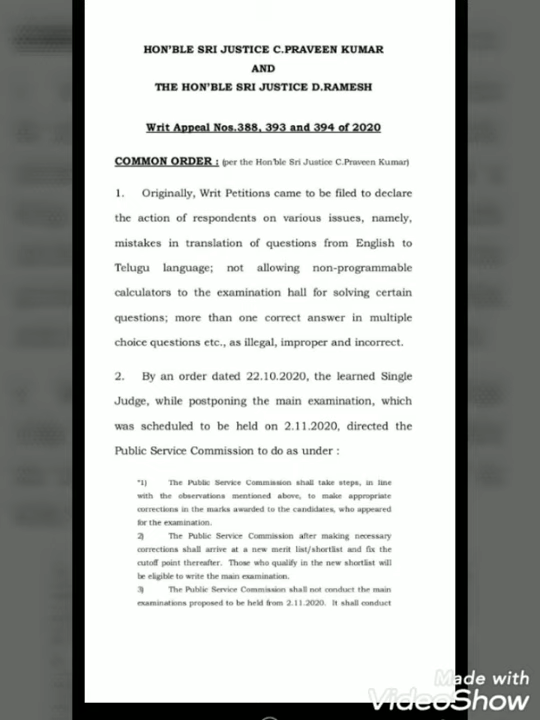 HON'BLE SRI JUSTICE C.PRAVEEN KUMAR
AND
THE HON'BLE SRI JUSTICE D.RAMESH
Writ Appeal Nos.388, 393 and 394 of 2020
COMMON ORDER : (per the Hon'ble Sri Justice C.Praveen Kumar)
1. Originally, Writ Petitions came to be filed to declare
the action of respondents on various issues, namely,
mistakes in translation of questions from English to
Telugu language; not allowing non-programmable
calculators to the examination hall for solving certain
questions; more than one correct answer in multiple
choice questions etc., as illegal, improper and incorrect.
2. By an order dated 22.10.2020, the learned Single
Judge, while postponing the main examination, which
was scheduled to be held on 2.11.2020, directed the
Public Service Commission to do as under :
"1) The Public Service Commission shall take steps, in line
with the observations mentioned above, to make appropriate
corrections in the marks awarded to the candidates, who appeared
for the examination.
2) The Public Service Commission after making necessary
corrections shall arrive at a new merit list/shortlist and fix the
cutoff point thereafter. Those who qualify in the new shortlist will
be eligible to write the main examination.
3) The Public Service Commission shall not conduct the main
examinations proposed to be held from 2.11.2020. It shall conduct
Made with
VideoShow